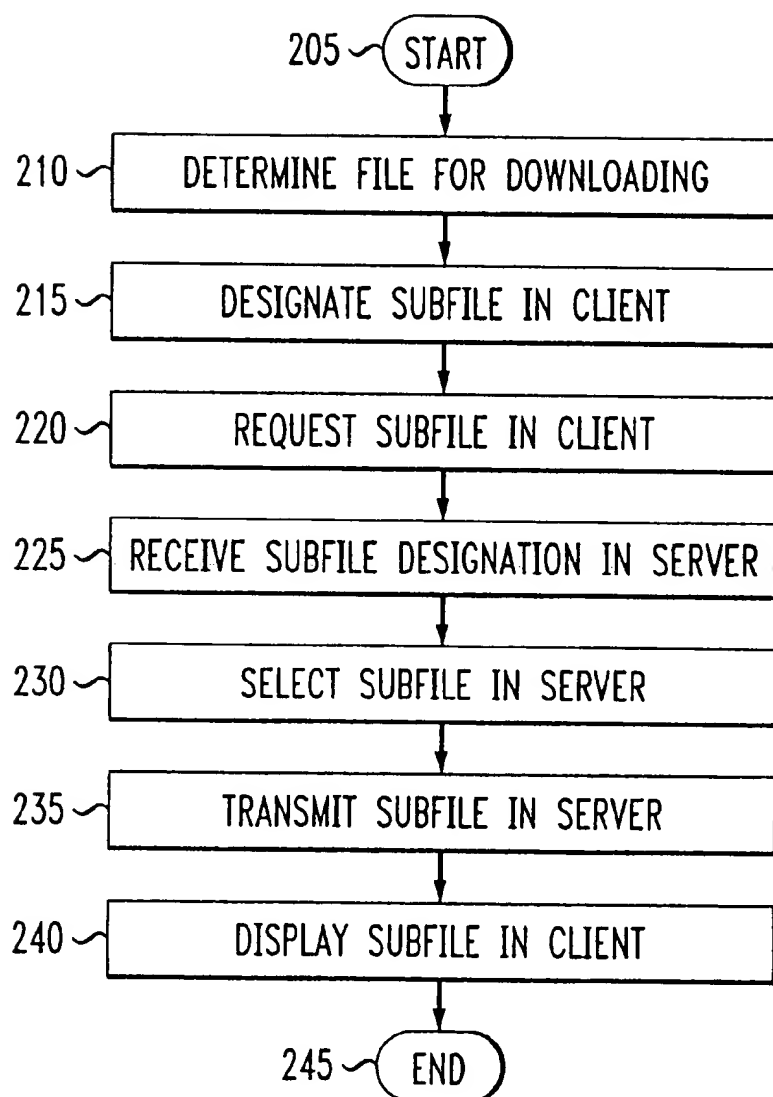 205 START
210 DETERMINE FILE FOR DOWNLOADING
215 DESIGNATE SUBFILE IN CLIENT
220 REQUEST SUBFILE IN CLIENT
225 RECEIVE SUBFILE DESIGNATION IN SERVER
230 SELECT SUBFILE IN SERVER
235 TRANSMIT SUBFILE IN SERVER
240 DISPLAY SUBFILE IN CLIENT
245 END